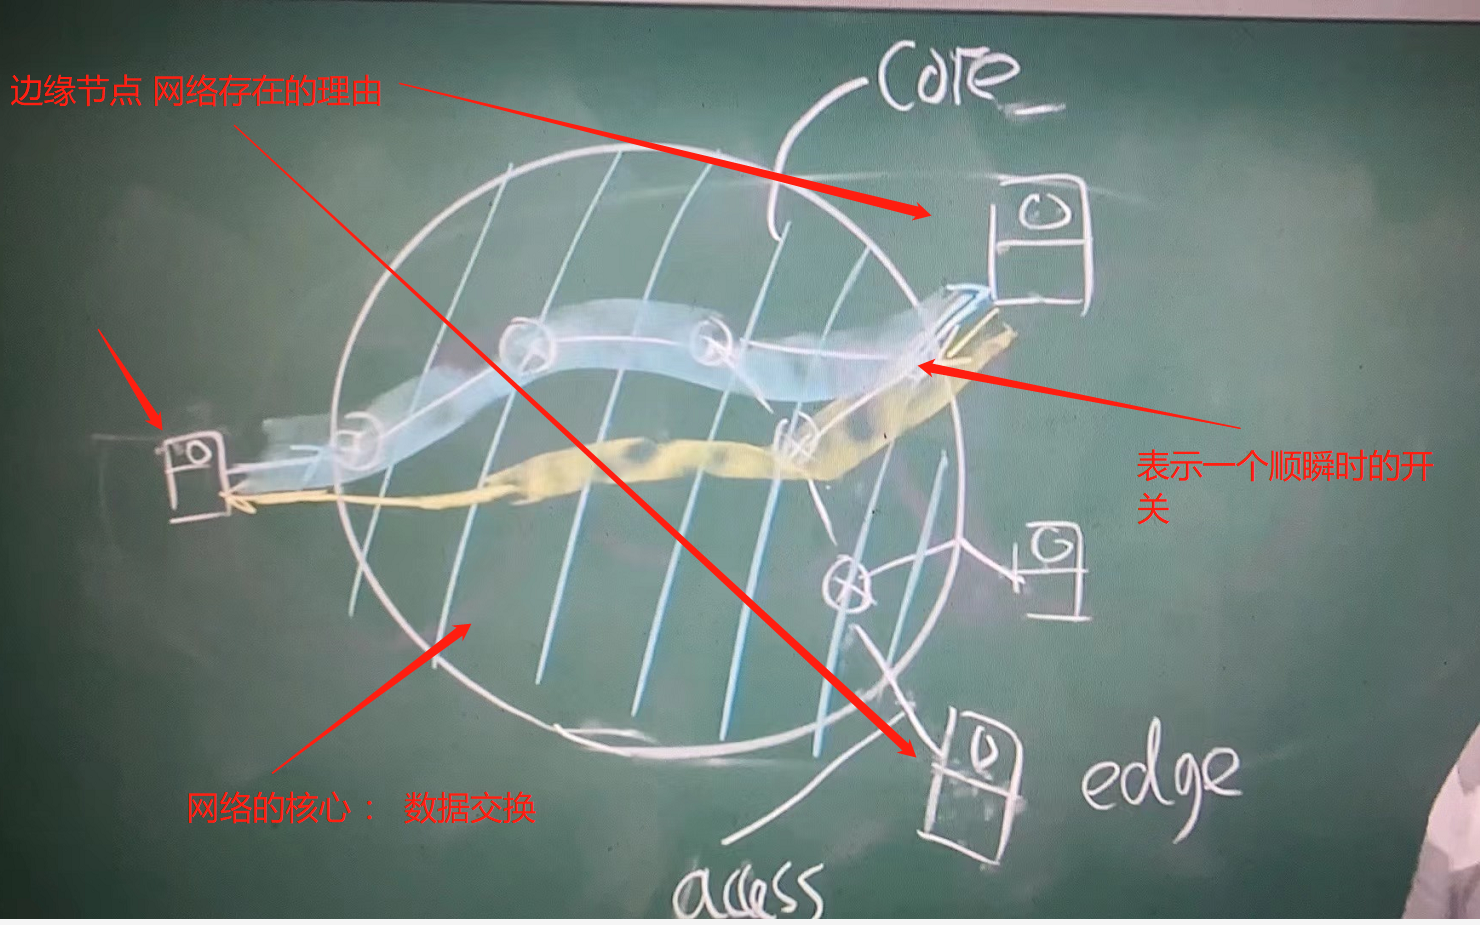 core
边缘节点 网络存在的理由
表示一个顺瞬时的开
关
edge
网络的核心： 数据交换
access